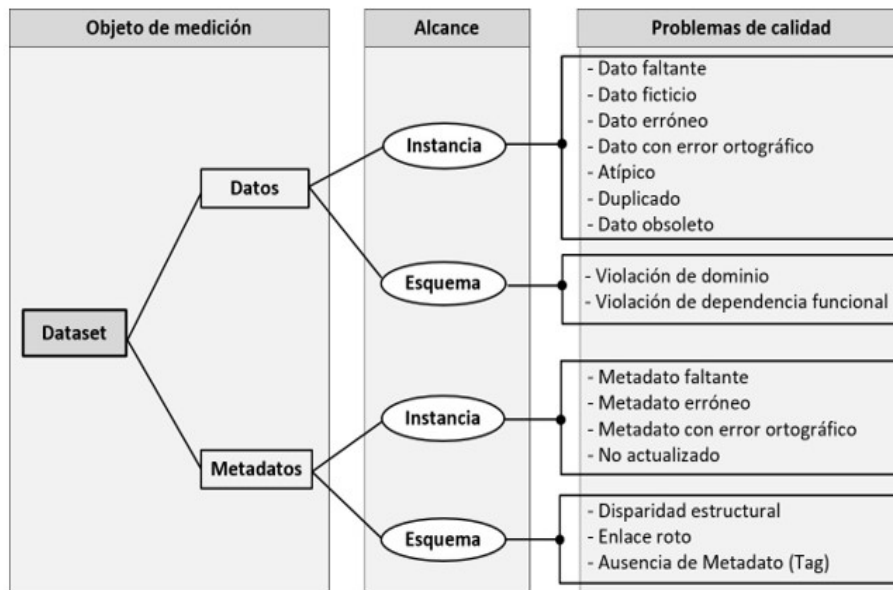 Objeto de medición
Alcance
Problemas de calidad
Dataset
Datos
Instancia
- Dato faltante
- Dato ficticio
- Dato erróneo
- Dato con error ortográfico
- Atípico
- Duplicado
- Dato obsoleto
Esquema
- Violación de dominio
- Violación de dependencia funcional
Metadatos
Instancia
- Metadato faltante
- Metadato erróneo
- Metadato con error ortográfico
- No actualizado
Esquema
- Disparidad estructural
- Enlace roto
- Ausencia de Metadato (Tag)